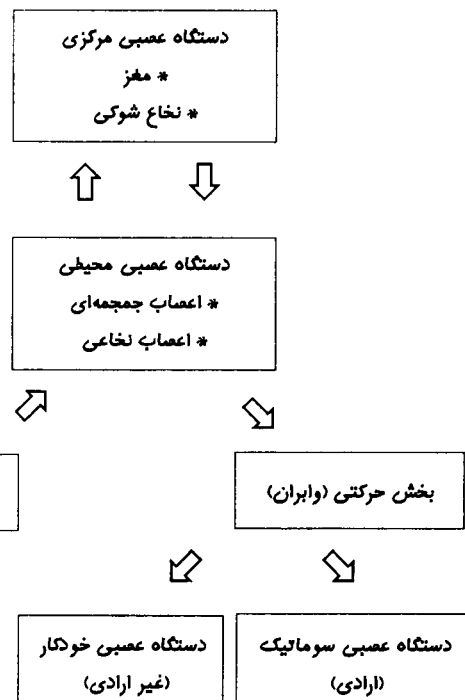 دستگاه عصبی مرکزی
* مغز
* نخاع شوکی
دستگاه عصبی محیطی
* اعصاب جمجمه‌ای
* اعصاب نخاعی
بخش حرکتی (وابران)
دستگاه عصبی سوماتیک
(ارادی)
دستگاه عصبی خودکار
(غیر ارادی)